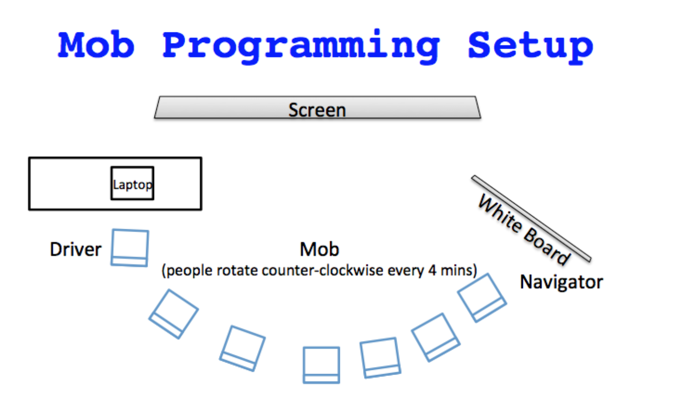 Mob Programming Setup
Screen
Laptop
White Board
Driver
Mob
(people rotate counter-clockwise every 4 mins)
Navigator